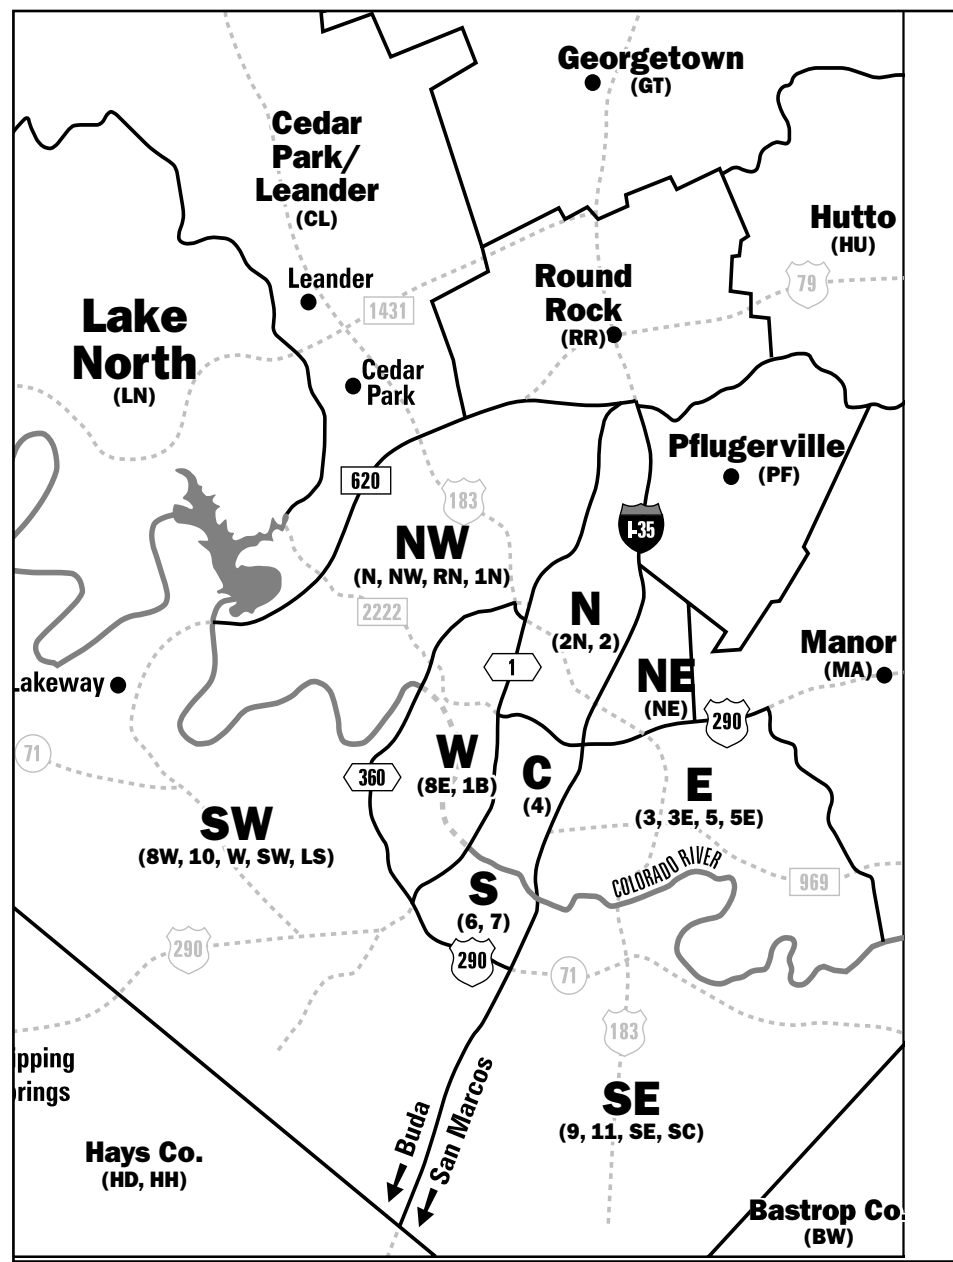 Georgetown
(GT)
Cedar
Park/
Leander
(CL)
Hutto
(HU)
Leander
Round
Rock
(RR)
79
1431
Lake
North
(LN)
Cedar
Park
Pflugerville
(PF)
620
183
I-35
NW
(N, NW, RN, 1N)
N
(2N, 2)
2222
Manor
(MA)
1
NE
(NE)
Lakeway
290
71
W
(8E, 1B)
360
C
(4)
E
(3, 3E, 5, 5E)
SW
(8W, 10, W, SW, LS)
COLORADO RIVER
969
S
(6, 7)
290
290
71
183
ipping
rings
SE
(9, 11, SE, SC)
Buda
San Marcos
Hays Co.
(HD, HH)
Bastrop Co.
(BW)